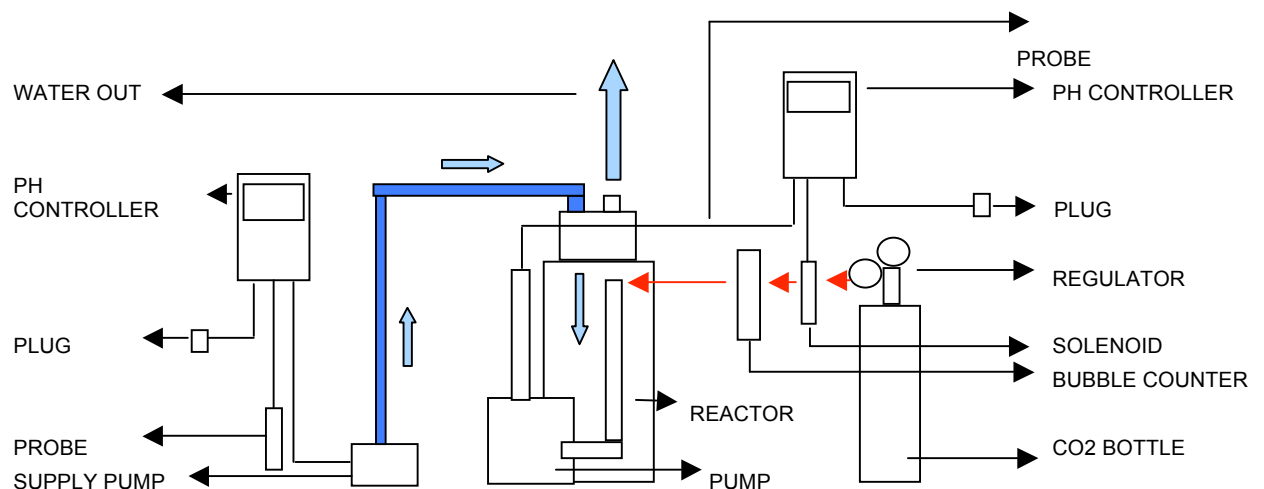 WATER OUT
PH
CONTROLLER
PLUG
PROBE
SUPPLY PUMP
PROBE
PH CONTROLLER
PLUG
REGULATOR
SOLENOID
BUBBLE COUNTER
REACTOR
CO2 BOTTLE
PUMP